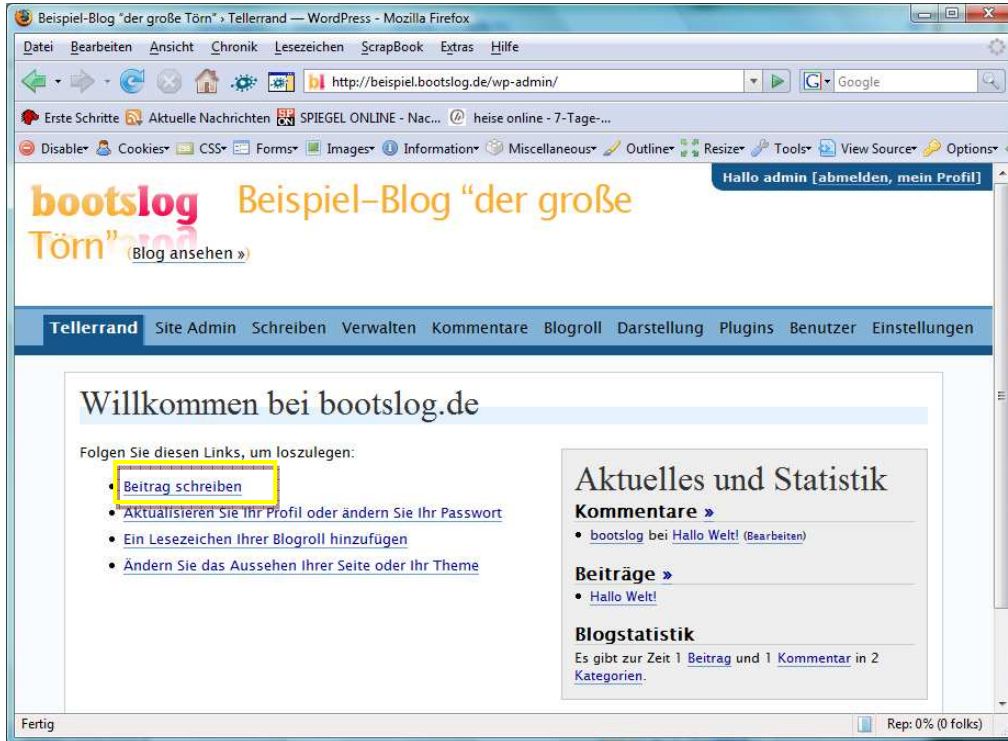 Beispiel-Blog "der große Törn" › Tellerrand — WordPress - Mozilla Firefox
Datei Bearbeiten Ansicht Chronik Lesezeichen ScrapBook Extras Hilfe
http://beispiel.bootslog.de/wp-admin/
Google
Erste Schritte Aktuelle Nachrichten SPIEGEL ONLINE - Nac... heise online - 7-Tage-...
Disable Cookies CSS Forms Images Information Miscellaneous Outline Resize Tools View Source Options
Hallo admin [abmelden, mein Profil]
bootslog Beispiel-Blog “der große
Törn” (Blog ansehen »)
Tellerrand Site Admin Schreiben Verwalten Kommentare Blogroll Darstellung Plugins Benutzer Einstellungen
Willkommen bei bootslog.de
Folgen Sie diesen Links, um loszulegen:
• Beitrag schreiben
• Aktualisieren Sie Ihr Profil oder ändern Sie Ihr Passwort
• Ein Lesezeichen Ihrer Blogroll hinzufügen
• Ändern Sie das Aussehen Ihrer Seite oder Ihr Theme
Aktuelles und Statistik
Kommentare »
• bootslog bei Hallo Welt! (Bearbeiten)
Beiträge »
• Hallo Welt!
Blogstatistik
Es gibt zur Zeit 1 Beitrag und 1 Kommentar in 2
Kategorien.
Fertig
Rep: 0% (0 folks)